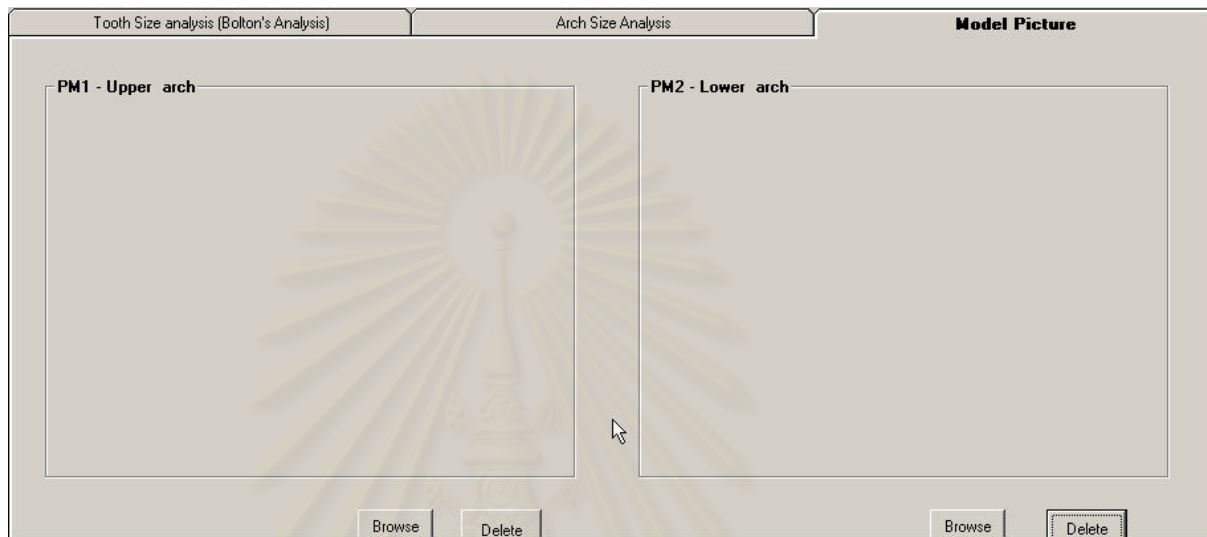 Tooth Size analysis (Bolton's Analysis)
Arch Size Analysis
Model Picture
PM1 - Upper arch
PM2 - Lower arch
Browse
Delete
Browse
Delete